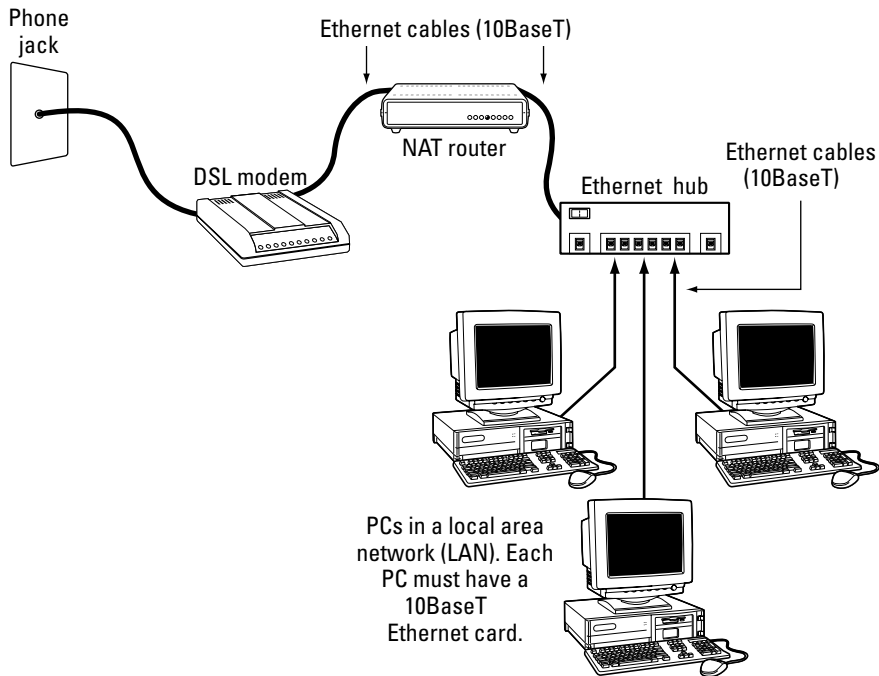 Phone
jack
Ethernet cables (10BaseT)
NAT router
DSL modem
Ethernet hub
Ethernet cables
(10BaseT)
PCs in a local area
network (LAN). Each
PC must have a
10BaseT
Ethernet card.